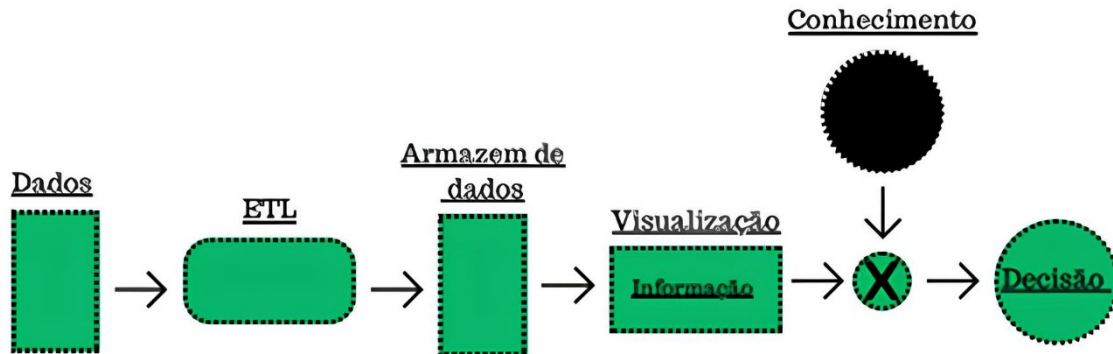 Conhecimento
Armazem de
dados
Dados
ETL
Visualização
Informação
X
Decisão